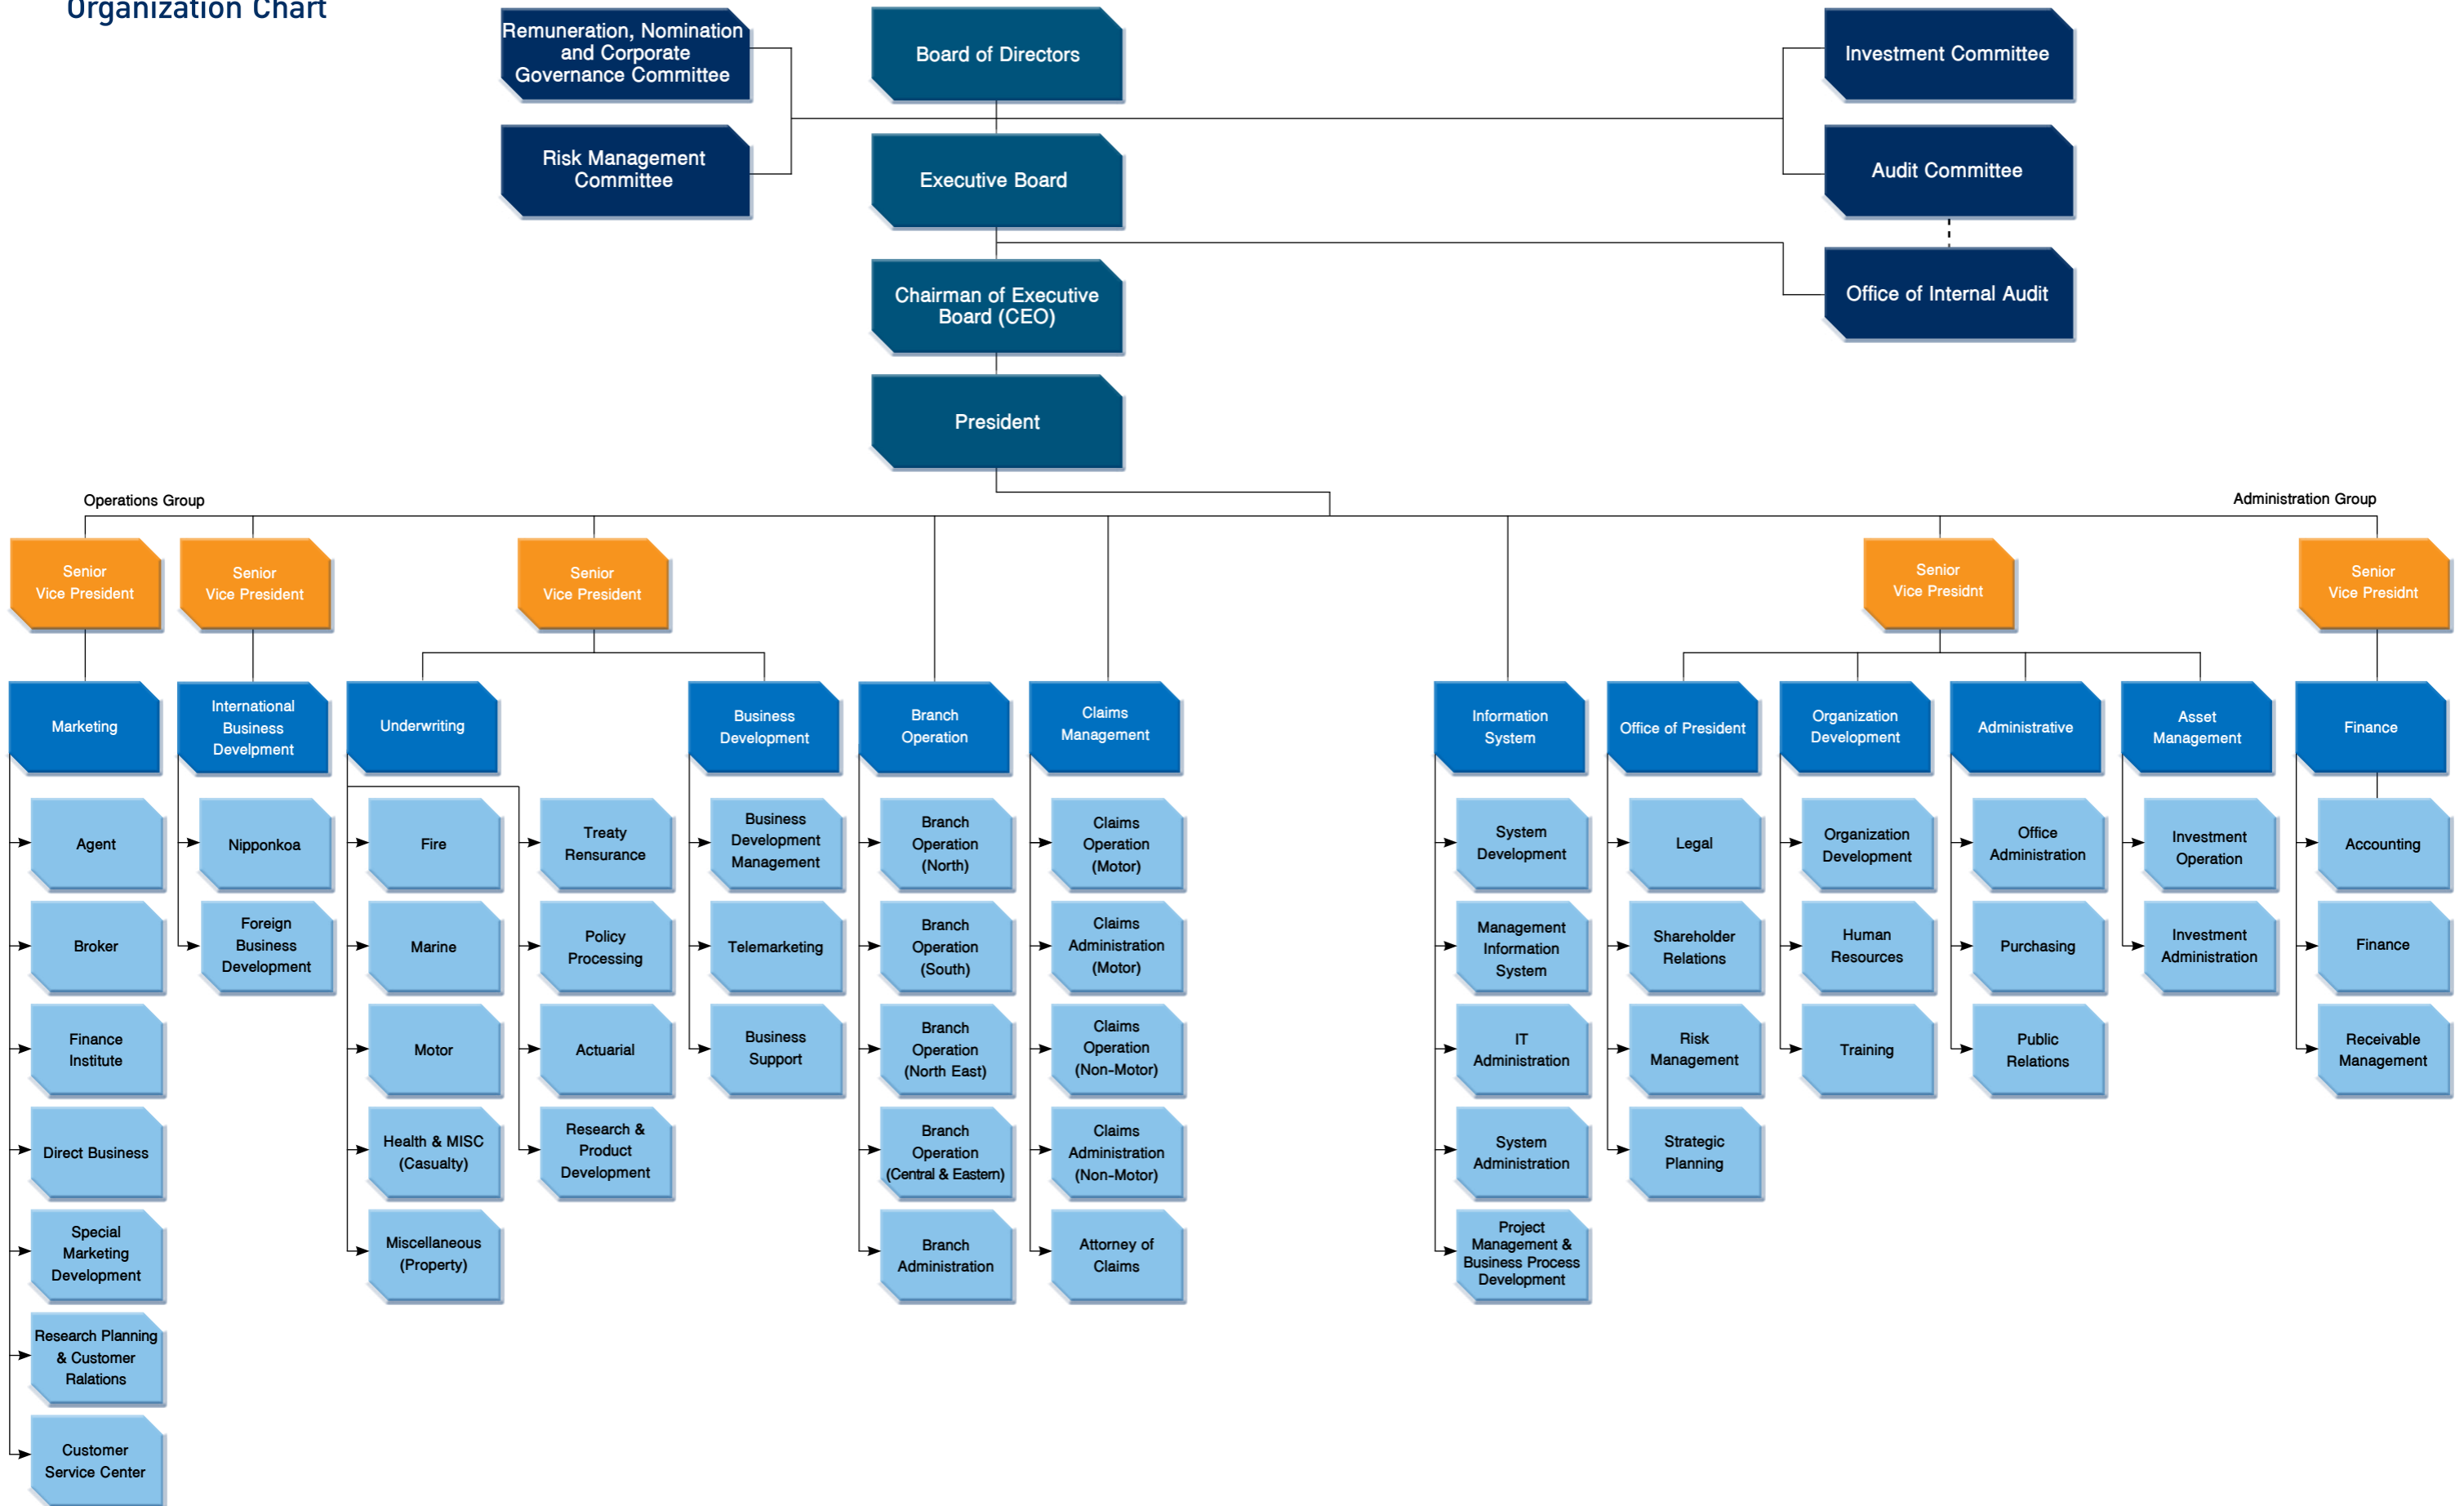 Organization Chart
Remuneration, Nomination
and Corporate
Governance Committee
Board of Directors
Investment Committee
Risk Management
Committee
Executive Board
Audit Committee
Chairman of Executive
Board (CEO)
Office of Internal Audit
President
Operations Group
Administration Group
Senior
Vice President
Senior
Vice President
Senior
Vice President
Senior
Vice Presidnt
Senior
Vice Presidnt
Marketing
International
Business
Develpment
Underwriting
Business
Development
Branch
Operation
Claims
Management
Information
System
Office of President
Organization
Development
Administrative
Asset
Management
Finance
Agent
Nipponkoa
Fire
Treaty
Rensurance
Business
Development
Management
Branch
Operation
(North)
Claims
Operation
(Motor)
System
Development
Legal
Organization
Development
Office
Administration
Investment
Operation
Accounting
Broker
Foreign
Business
Development
Marine
Policy
Processing
Telemarketing
Branch
Operation
(South)
Claims
Administration
(Motor)
Management
Information
System
Shareholder
Relations
Human
Resources
Purchasing
Investment
Administration
Finance
Finance
Institute
Motor
Actuarial
Business
Support
Branch
Operation
(North East)
Claims
Operation
(Non-Motor)
IT
Administration
Risk
Management
Training
Public
Relations
Receivable
Management
Direct Business
Health & MISC
(Casualty)
Research &
Product
Development
Branch
Operation
(Central & Eastern)
Claims
Administration
(Non-Motor)
System
Administration
Strategic
Planning
Special
Marketing
Development
Miscellaneous
(Property)
Branch
Administration
Attorney of
Claims
Project
Management &
Business Process
Development
Research Planning
& Customer
Ralations
Customer
Service Center